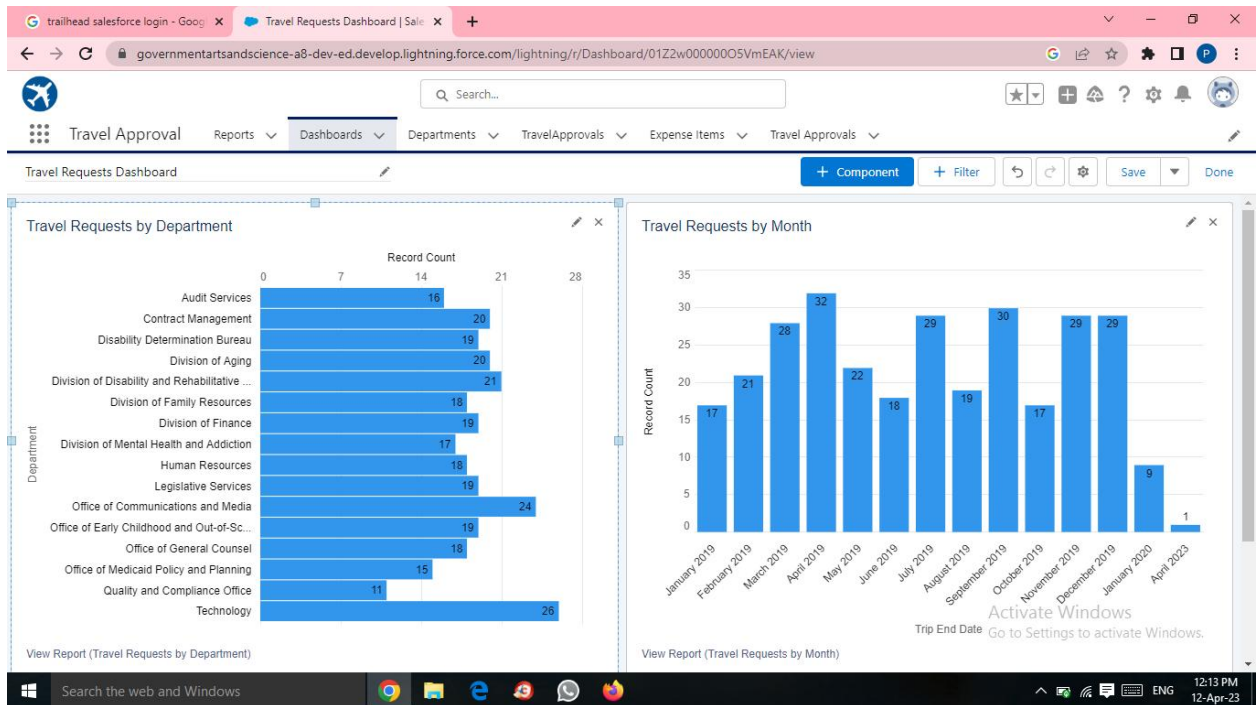 trailhead salesforce login - Goog
Travel Requests Dashboard | Sale
governmentartsandscience-a8-dev-ed.develop.lightning.force.com/lightning/r/Dashboard/01Z2w000000O5VmEAK/view
P
Search...
Travel Approval Reports Dashboards Departments TravelApprovals Expense Items Travel Approvals
Travel Requests Dashboard
+ Component + Filter Save Done
Travel Requests by Department
Record Count
0 7 14 21 28
Department
Audit Services 16
Contract Management 20
Disability Determination Bureau 19
Division of Aging 20
Division of Disability and Rehabilitative ... 21
Division of Family Resources 18
Division of Finance 19
Division of Mental Health and Addiction 17
Human Resources 18
Legislative Services 19
Office of Communications and Media 24
Office of Early Childhood and Out-of-Sc... 19
Office of General Counsel 18
Office of Medicaid Policy and Planning 15
Quality and Compliance Office 11
Technology 26
View Report (Travel Requests by Department)
Travel Requests by Month
Record Count
35
30
25
20
15
10
5
0
17 21 28 32 22 18 29 19 30 17 29 29 9 1
January 2019 February 2019 March 2019 April 2019 May 2019 June 2019 July 2019 August 2019 September 2019 October 2019 November 2019 December 2019 January 2020 April 2023
Trip End Date
Activate Windows
Go to Settings to activate Windows.
View Report (Travel Requests by Month)
Search the web and Windows
ENG
12:13 PM
12-Apr-23